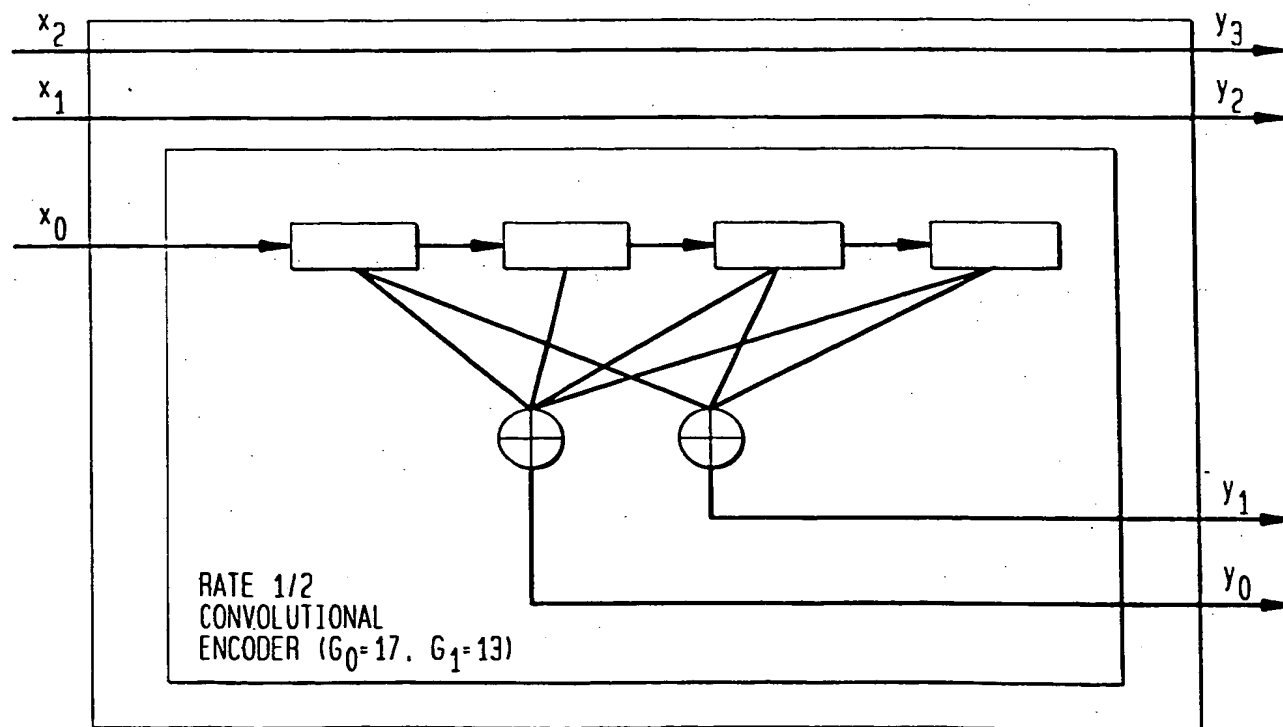 x2 y3
x1 y2
x0
y1
y0
RATE 1/2
CONVOLUTIONAL
ENCODER (G0=17. G1=13)